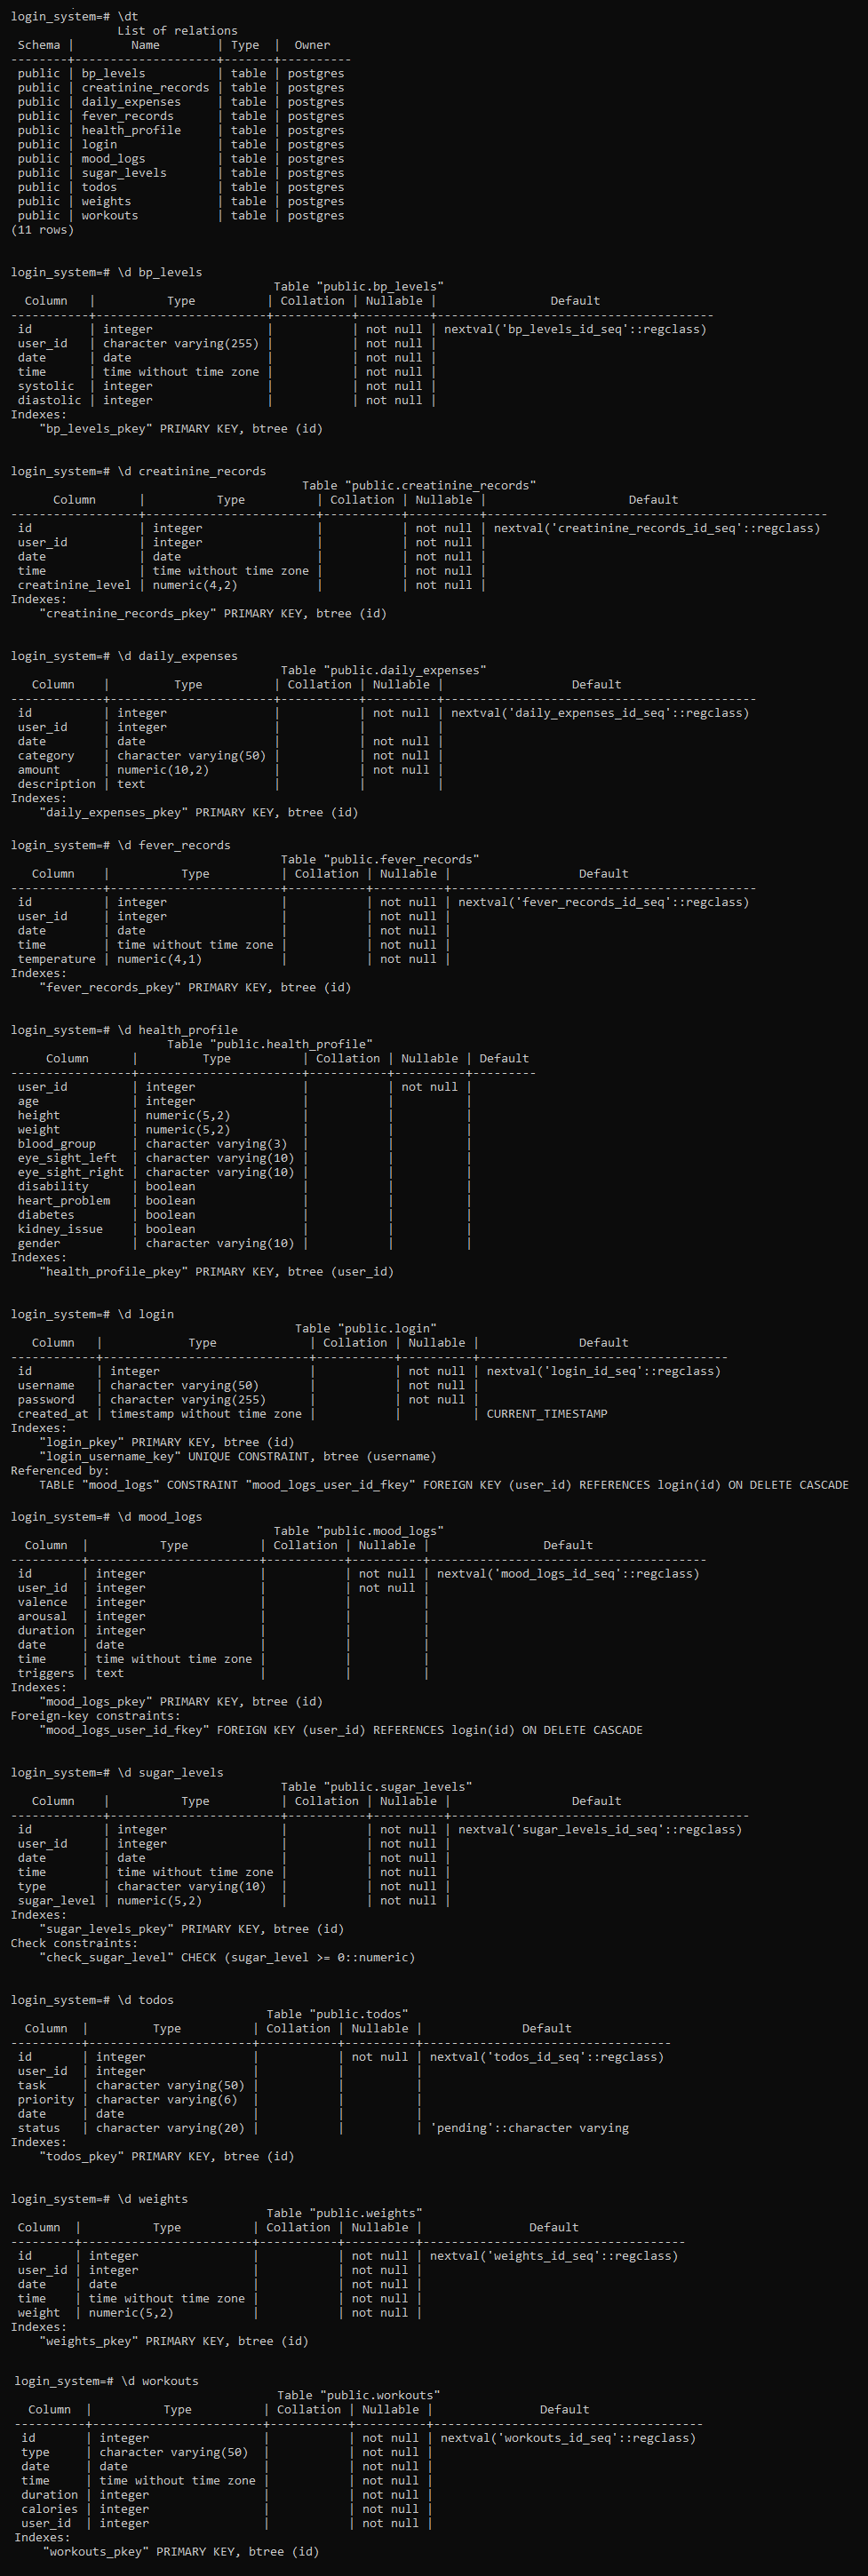 login_system=# \dt
               List of relations
 Schema |        Name        | Type  |  Owner
--------+--------------------+-------+----------
 public | bp_levels          | table | postgres
 public | creatinine_records | table | postgres
 public | daily_expenses     | table | postgres
 public | fever_records      | table | postgres
 public | health_profile     | table | postgres
 public | login              | table | postgres
 public | mood_logs          | table | postgres
 public | sugar_levels       | table | postgres
 public | todos              | table | postgres
 public | weights            | table | postgres
 public | workouts           | table | postgres
(11 rows)
login_system=# \d bp_levels
                                     Table "public.bp_levels"
  Column   |          Type          | Collation | Nullable |                Default
-----------+------------------------+-----------+----------+---------------------------------------
 id        | integer                |           | not null | nextval('bp_levels_id_seq'::regclass)
 user_id   | character varying(255) |           | not null |
 date      | date                   |           | not null |
 time      | time without time zone |           | not null |
 systolic  | integer                |           | not null |
 diastolic | integer                |           | not null |
Indexes:
    "bp_levels_pkey" PRIMARY KEY, btree (id)
login_system=# \d creatinine_records
                                         Table "public.creatinine_records"
      Column      |          Type          | Collation | Nullable |                    Default
------------------+------------------------+-----------+----------+------------------------------------------------
 id               | integer                |           | not null | nextval('creatinine_records_id_seq'::regclass)
 user_id          | integer                |           | not null |
 date             | date                   |           | not null |
 time             | time without time zone |           | not null |
 creatinine_level | numeric(4,2)           |           | not null |
Indexes:
    "creatinine_records_pkey" PRIMARY KEY, btree (id)
login_system=# \d daily_expenses
                                      Table "public.daily_expenses"
   Column    |         Type          | Collation | Nullable |                  Default
-------------+-----------------------+-----------+----------+--------------------------------------------
 id          | integer               |           | not null | nextval('daily_expenses_id_seq'::regclass)
 user_id     | integer               |           |          |
 date        | date                  |           | not null |
 category    | character varying(50) |           | not null |
 amount      | numeric(10,2)         |           | not null |
 description | text                  |           |          |
Indexes:
    "daily_expenses_pkey" PRIMARY KEY, btree (id)
login_system=# \d fever_records
                                      Table "public.fever_records"
   Column    |          Type          | Collation | Nullable |                  Default
-------------+------------------------+-----------+----------+-------------------------------------------
 id          | integer                |           | not null | nextval('fever_records_id_seq'::regclass)
 user_id     | integer                |           | not null |
 date        | date                   |           | not null |
 time        | time without time zone |           | not null |
 temperature | numeric(4,1)           |           | not null |
Indexes:
    "fever_records_pkey" PRIMARY KEY, btree (id)
login_system=# \d health_profile
                      Table "public.health_profile"
     Column      |         Type          | Collation | Nullable | Default
-----------------+-----------------------+-----------+----------+---------
 user_id         | integer               |           | not null |
 age             | integer               |           |          |
 height          | numeric(5,2)          |           |          |
 weight          | numeric(5,2)          |           |          |
 blood_group     | character varying(3)  |           |          |
 eye_sight_left  | character varying(10) |           |          |
 eye_sight_right | character varying(10) |           |          |
 disability      | boolean               |           |          |
 heart_problem   | boolean               |           |          |
 diabetes        | boolean               |           |          |
 kidney_issue    | boolean               |           |          |
 gender          | character varying(10) |           |          |
Indexes:
    "health_profile_pkey" PRIMARY KEY, btree (user_id)
login_system=# \d login
                                        Table "public.login"
   Column   |            Type             | Collation | Nullable |              Default
------------+-----------------------------+-----------+----------+-----------------------------------
 id         | integer                     |           | not null | nextval('login_id_seq'::regclass)
 username   | character varying(50)       |           | not null |
 password   | character varying(255)      |           | not null |
 created_at | timestamp without time zone |           |          | CURRENT_TIMESTAMP
Indexes:
    "login_pkey" PRIMARY KEY, btree (id)
    "login_username_key" UNIQUE CONSTRAINT, btree (username)
Referenced by:
    TABLE "mood_logs" CONSTRAINT "mood_logs_user_id_fkey" FOREIGN KEY (user_id) REFERENCES login(id) ON DELETE CASCADE
login_system=# \d mood_logs
                                     Table "public.mood_logs"
  Column  |          Type          | Collation | Nullable |                Default
----------+------------------------+-----------+----------+---------------------------------------
 id       | integer                |           | not null | nextval('mood_logs_id_seq'::regclass)
 user_id  | integer                |           | not null |
 valence  | integer                |           |          |
 arousal  | integer                |           |          |
 duration | integer                |           |          |
 date     | date                   |           |          |
 time     | time without time zone |           |          |
 triggers | text                   |           |          |
Indexes:
    "mood_logs_pkey" PRIMARY KEY, btree (id)
Foreign-key constraints:
    "mood_logs_user_id_fkey" FOREIGN KEY (user_id) REFERENCES login(id) ON DELETE CASCADE
login_system=# \d sugar_levels
                                      Table "public.sugar_levels"
   Column    |          Type          | Collation | Nullable |                 Default
-------------+------------------------+-----------+----------+------------------------------------------
 id          | integer                |           | not null | nextval('sugar_levels_id_seq'::regclass)
 user_id     | integer                |           | not null |
 date        | date                   |           | not null |
 time        | time without time zone |           | not null |
 type        | character varying(10)  |           | not null |
 sugar_level | numeric(5,2)           |           | not null |
Indexes:
    "sugar_levels_pkey" PRIMARY KEY, btree (id)
Check constraints:
    "check_sugar_level" CHECK (sugar_level >= 0::numeric)
login_system=# \d todos
                                    Table "public.todos"
  Column  |         Type          | Collation | Nullable |              Default
----------+-----------------------+-----------+----------+-----------------------------------
 id       | integer               |           | not null | nextval('todos_id_seq'::regclass)
 user_id  | integer               |           |          |
 task     | character varying(50) |           |          |
 priority | character varying(6)  |           |          |
 date     | date                  |           |          |
 status   | character varying(20) |           |          | 'pending'::character varying
Indexes:
    "todos_pkey" PRIMARY KEY, btree (id)
login_system=# \d weights
                                    Table "public.weights"
 Column  |          Type          | Collation | Nullable |               Default
---------+------------------------+-----------+----------+-------------------------------------
 id      | integer                |           | not null | nextval('weights_id_seq'::regclass)
 user_id | integer                |           | not null |
 date    | date                   |           | not null |
 time    | time without time zone |           | not null |
 weight  | numeric(5,2)           |           | not null |
Indexes:
    "weights_pkey" PRIMARY KEY, btree (id)
login_system=# \d workouts
                                     Table "public.workouts"
  Column  |          Type          | Collation | Nullable |               Default
----------+------------------------+-----------+----------+--------------------------------------
 id       | integer                |           | not null | nextval('workouts_id_seq'::regclass)
 type     | character varying(50)  |           | not null |
 date     | date                   |           | not null |
 time     | time without time zone |           | not null |
 duration | integer                |           | not null |
 calories | integer                |           | not null |
 user_id  | integer                |           | not null |
Indexes:
    "workouts_pkey" PRIMARY KEY, btree (id)